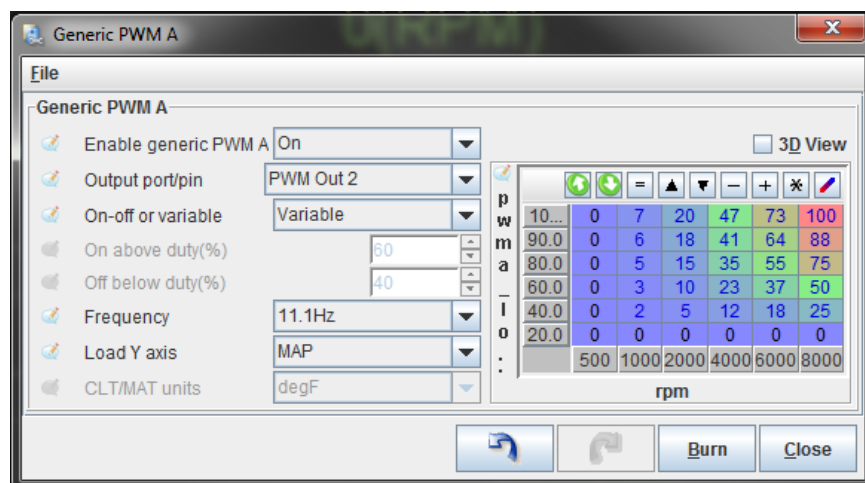 U(RPM)
Generic PWM A
File
Generic PWM A
Enable generic PWM A On
3D View
Output port/pin PWM Out 2
On-off or variable Variable
On above duty(%) 60
Off below duty(%) 40
Frequency 11.1Hz
Load Y axis MAP
CLT/MAT units degF
pwma_lo:
= - + *
10... 0 7 20 47 73 100
90.0 0 6 18 41 64 88
80.0 0 5 15 35 55 75
60.0 0 3 10 23 37 50
40.0 0 2 5 12 18 25
20.0 0 0 0 0 0 0
500 1000 2000 4000 6000 8000
rpm
Burn
Close